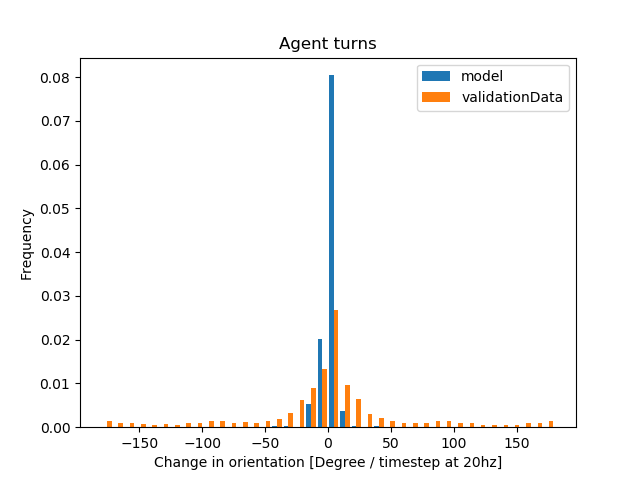 Agent turns
model
validationData
0.08
0.07
0.06
0.05
0.04
0.03
0.02
0.01
0.00
Frequency
−150 −100 −50 0 50 100 150
Change in orientation [Degree / timestep at 20hz]